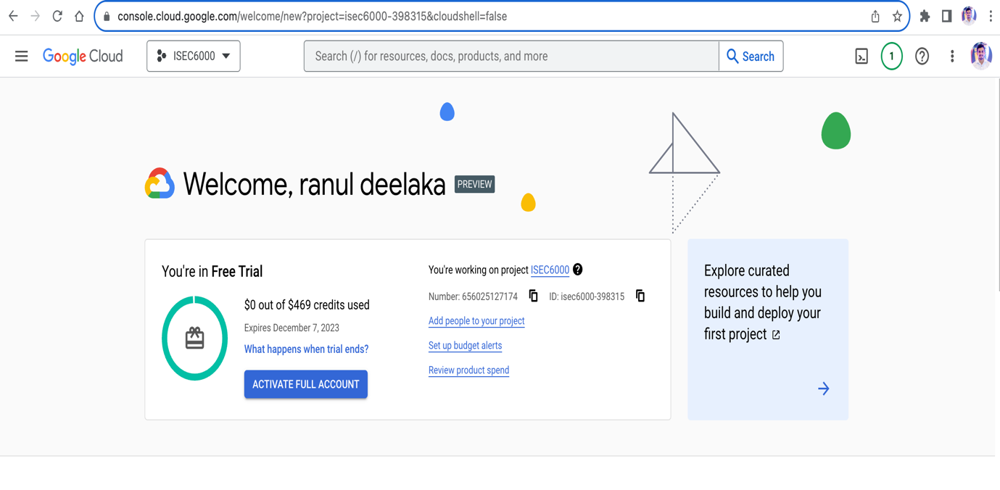 console.cloud.google.com/welcome/new?project=isec6000-398315&cloudshell=false
Google Cloud
ISEC6000
Search (/) for resources, docs, products, and more
Search
1
Welcome, ranul deelaka
PREVIEW
You're in Free Trial
$0 out of $469 credits used
Expires December 7, 2023
What happens when trial ends?
ACTIVATE FULL ACCOUNT
You're working on project ISEC6000
Number: 656025127174
ID: isec6000-398315
Add people to your project
Set up budget alerts
Review product spend
Explore curated
resources to help you
build and deploy your
first project